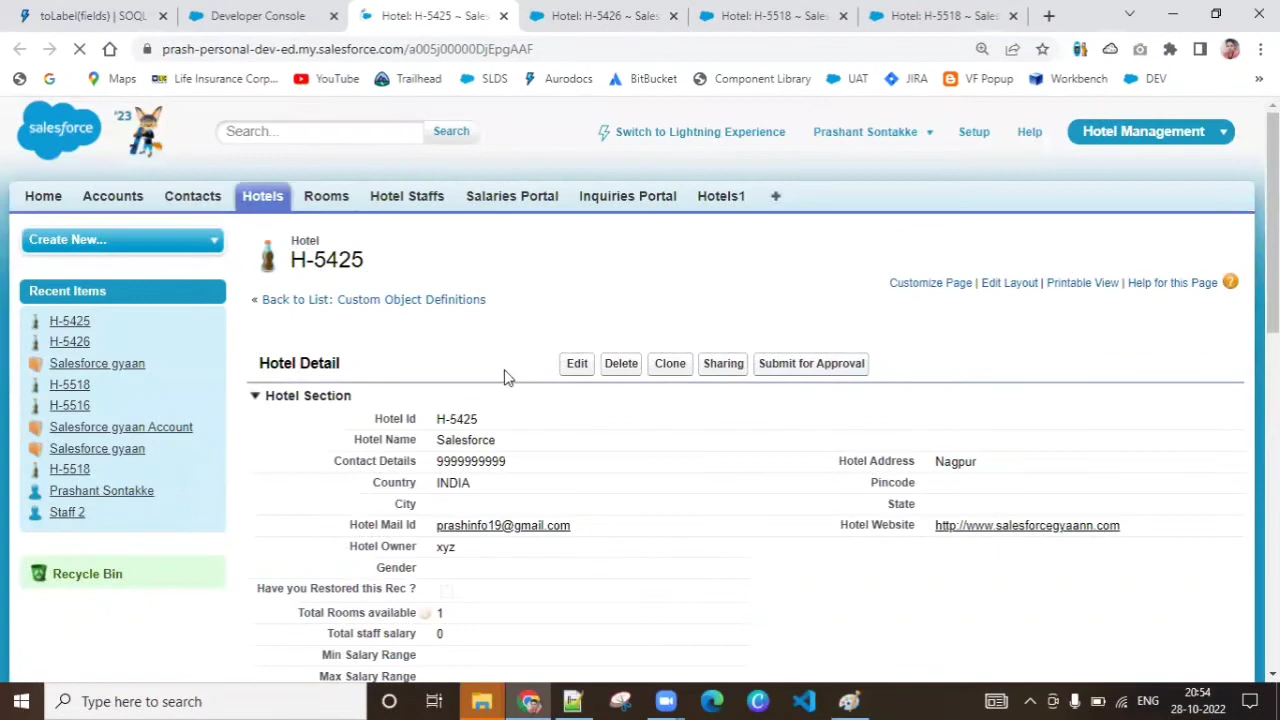 toLabel(fields) | SOQL
Developer Console
Hotel: H-5425 ~ Sales
Hotel: H-5426 ~ Sales
Hotel: H-5518 ~ Sales
Hotel: H-5518 ~ Sales
prash-personal-dev-ed.my.salesforce.com/a005j00000DjEpgAAF
Maps
Life Insurance Corp...
YouTube
Trailhead
SLDS
Aurodocs
BitBucket
Component Library
UAT
JIRA
VF Popup
Workbench
DEV
»
salesforce
'23
Search...
Search
Switch to Lightning Experience
Prashant Sontakke
Setup
Help
Hotel Management
Home
Accounts
Contacts
Hotels
Rooms
Hotel Staffs
Salaries Portal
Inquiries Portal
Hotels1
Create New...
Recent Items
H-5425
H-5426
Salesforce gyaan
H-5518
H-5516
Salesforce gyaan Account
Salesforce gyaan
H-5518
Prashant Sontakke
Staff 2
Recycle Bin
Hotel
H-5425
« Back to List: Custom Object Definitions
Customize Page | Edit Layout | Printable View | Help for this Page ?
Hotel Detail
Edit
Delete
Clone
Sharing
Submit for Approval
Hotel Section
Hotel Id H-5425
Hotel Name Salesforce
Contact Details 9999999999 Hotel Address Nagpur
Country INDIA Pincode
City State
Hotel Mail Id prashinfo19@gmail.com Hotel Website http://www.salesforcegyaann.com
Hotel Owner xyz
Gender
Have you Restored this Rec ?
Total Rooms available 1
Total staff salary 0
Min Salary Range
Max Salary Range
Type here to search
ENG
20:54
28-10-2022